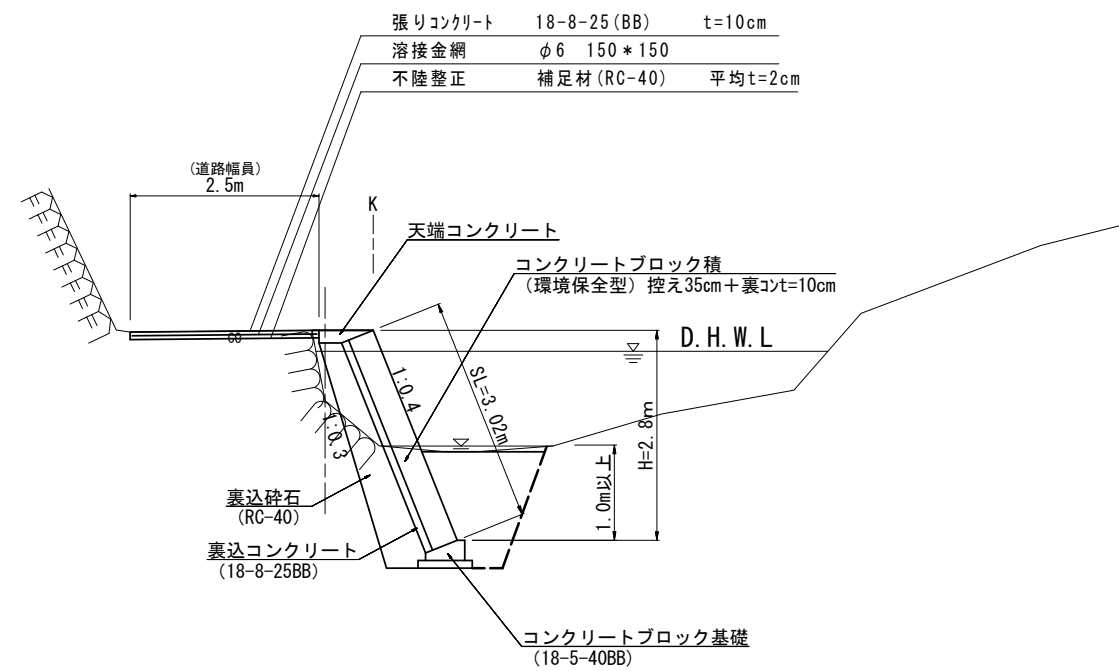 張りコンクリート 18-8-25(BB) t=10cm
溶接金網 φ6 150*150
不陸整正 補足材(RC-40) 平均t=2cm
(道路幅員)
2.5m
K
天端コンクリート
コンクリートブロック積
(環境保全型) 控え35cm+裏コンt=10cm
D.H.W.L
CO
1:0.4
SL=3.02m
H=2.8m
1:0.3
1.0m以上
裏込砕石
(RC-40)
裏込コンクリート
(18-8-25BB)
コンクリートブロック基礎
(18-5-40BB)